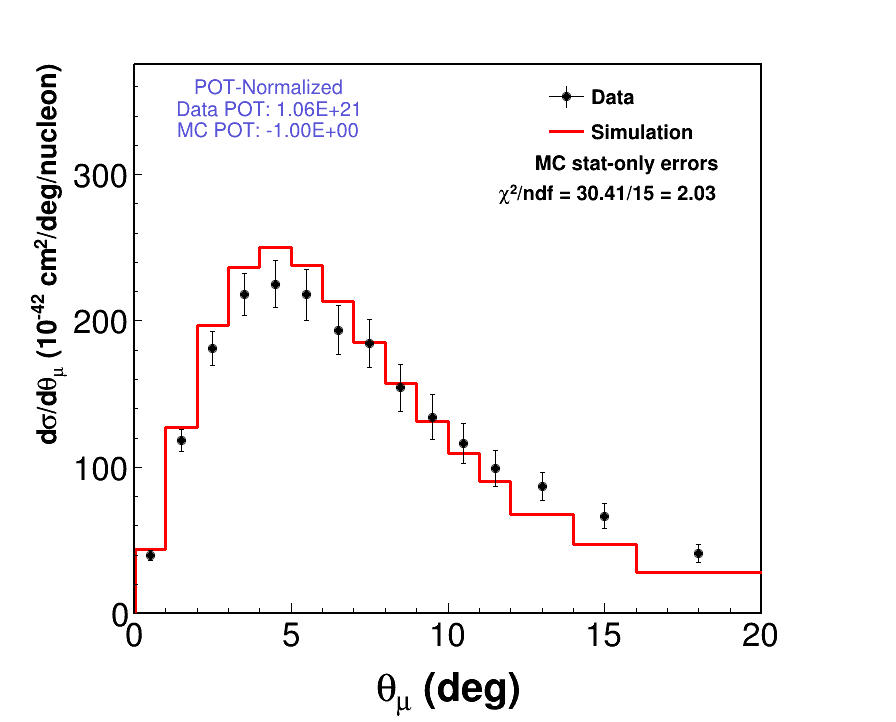 POT-Normalized
Data POT: 1.06E+21
MC POT: -1.00E+00
Data
Simulation
MC stat-only errors
χ²/ndf = 30.41/15 = 2.03
dσ/dθμ (10⁻⁴² cm²/deg/nucleon)
300
200
100
0
0 5 10 15 20
θμ (deg)